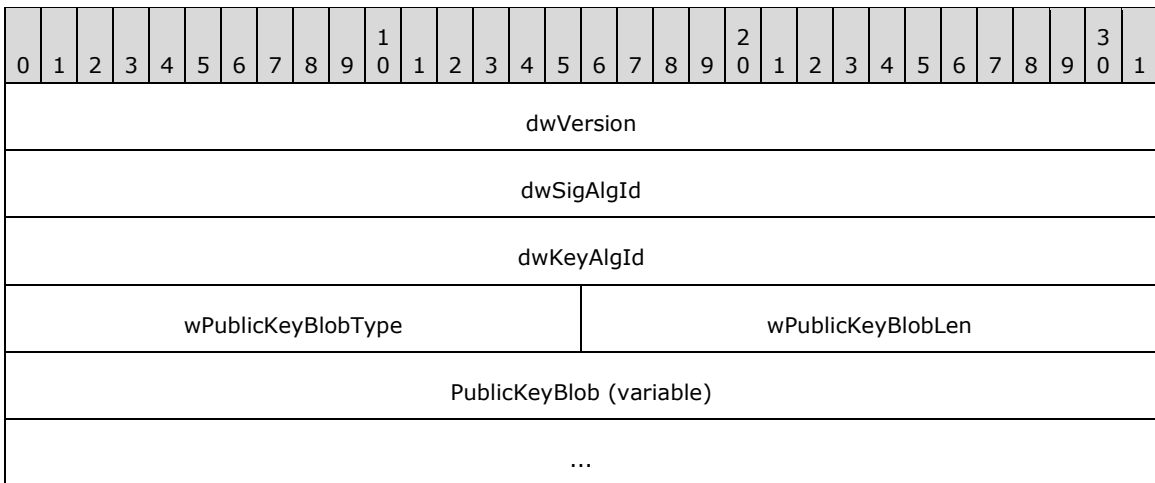 1 2 3
0 1 2 3 4 5 6 7 8 9 0 1 2 3 4 5 6 7 8 9 0 1 2 3 4 5 6 7 8 9 0 1
dwVersion
dwSigAlgId
dwKeyAlgId
wPublicKeyBlobType wPublicKeyBlobLen
PublicKeyBlob (variable)
...